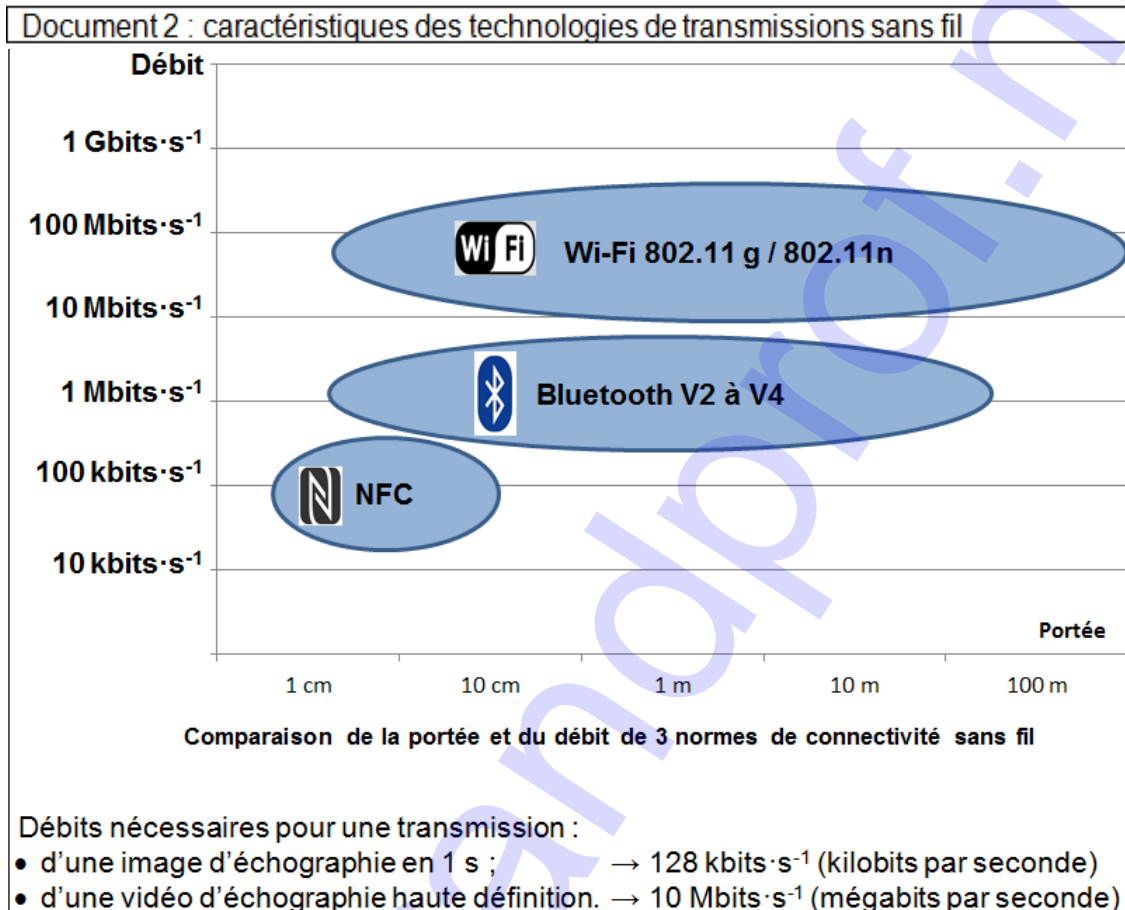 Document 2 : caractéristiques des technologies de transmissions sans fil
Débit
1 Gbits·s-1
100 Mbits·s-1
Wi Fi Wi-Fi 802.11 g / 802.11n
10 Mbits·s-1
1 Mbits·s-1
Bluetooth V2 à V4
100 kbits·s-1
NFC
10 kbits·s-1
Portée
1 cm 10 cm 1 m 10 m 100 m
Comparaison de la portée et du débit de 3 normes de connectivité sans fil
Débits nécessaires pour une transmission :
• d'une image d'échographie en 1 s ; → 128 kbits·s-1 (kilobits par seconde)
• d'une vidéo d'échographie haute définition. → 10 Mbits·s-1 (mégabits par seconde)
andprof.n